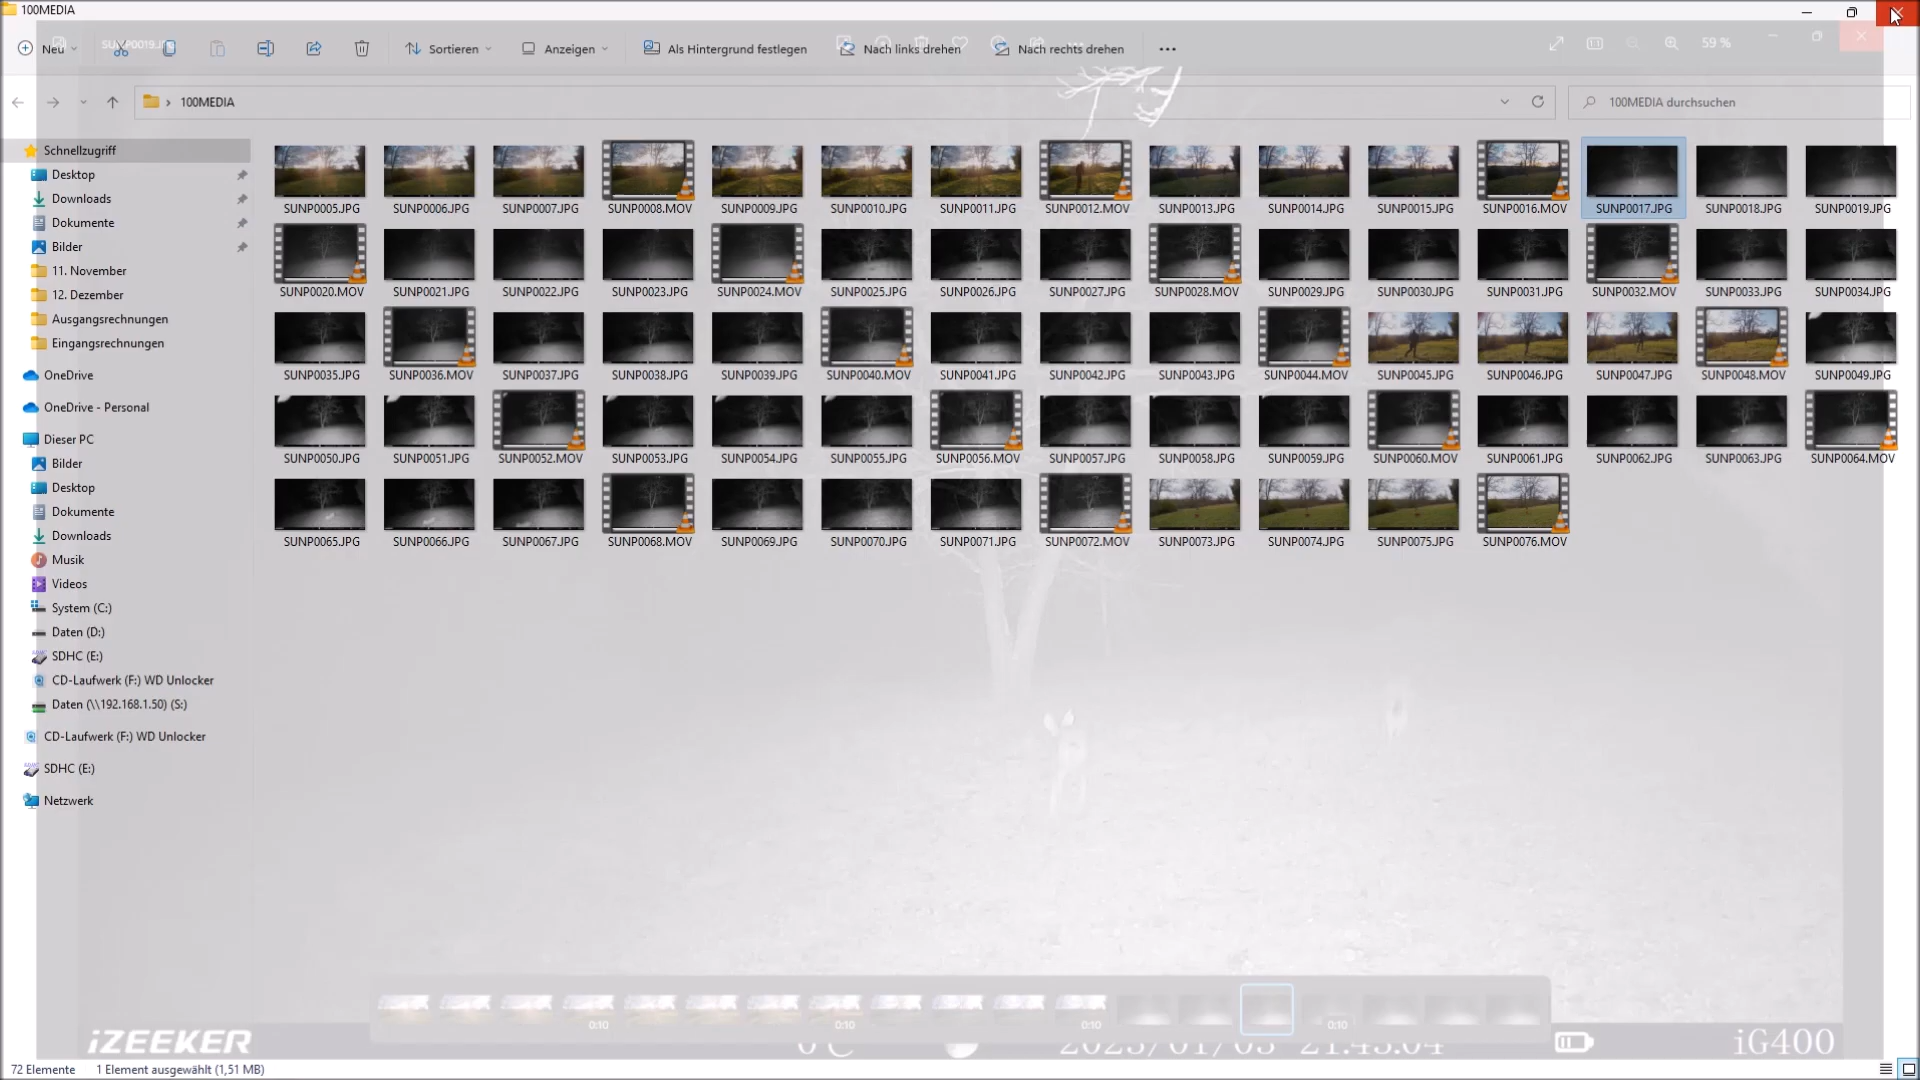 100MEDIA
Neu
Sortieren
Anzeigen
Als Hintergrund festlegen
Nach links drehen
Nach rechts drehen
59 %
100MEDIA
100MEDIA durchsuchen
Schnellzugriff
Desktop
Downloads
Dokumente
Bilder
11. November
12. Dezember
Ausgangsrechnungen
Eingangsrechnungen
OneDrive
OneDrive - Personal
Dieser PC
Bilder
Desktop
Dokumente
Downloads
Musik
Videos
System (C:)
Daten (D:)
SDHC (E:)
CD-Laufwerk (F:) WD Unlocker
Daten (\\192.168.1.50) (S:)
CD-Laufwerk (F:) WD Unlocker
SDHC (E:)
Netzwerk
SUNP0005.JPG SUNP0006.JPG SUNP0007.JPG SUNP0008.MOV SUNP0009.JPG SUNP0010.JPG SUNP0011.JPG SUNP0012.MOV SUNP0013.JPG SUNP0014.JPG SUNP0015.JPG SUNP0016.MOV SUNP0017.JPG SUNP0018.JPG SUNP0019.JPG
SUNP0020.MOV SUNP0021.JPG SUNP0022.JPG SUNP0023.JPG SUNP0024.MOV SUNP0025.JPG SUNP0026.JPG SUNP0027.JPG SUNP0028.MOV SUNP0029.JPG SUNP0030.JPG SUNP0031.JPG SUNP0032.MOV SUNP0033.JPG SUNP0034.JPG
SUNP0035.JPG SUNP0036.MOV SUNP0037.JPG SUNP0038.JPG SUNP0039.JPG SUNP0040.MOV SUNP0041.JPG SUNP0042.JPG SUNP0043.JPG SUNP0044.MOV SUNP0045.JPG SUNP0046.JPG SUNP0047.JPG SUNP0048.MOV SUNP0049.JPG
SUNP0050.JPG SUNP0051.JPG SUNP0052.MOV SUNP0053.JPG SUNP0054.JPG SUNP0055.JPG SUNP0056.MOV SUNP0057.JPG SUNP0058.JPG SUNP0059.JPG SUNP0060.MOV SUNP0061.JPG SUNP0062.JPG SUNP0063.JPG SUNP0064.MOV
SUNP0065.JPG SUNP0066.JPG SUNP0067.JPG SUNP0068.MOV SUNP0069.JPG SUNP0070.JPG SUNP0071.JPG SUNP0072.MOV SUNP0073.JPG SUNP0074.JPG SUNP0075.JPG SUNP0076.MOV
0:10 0:10 0:10 0:10
iZEEKER
iG400
72 Elemente 1 Element ausgewählt (1,51 MB)